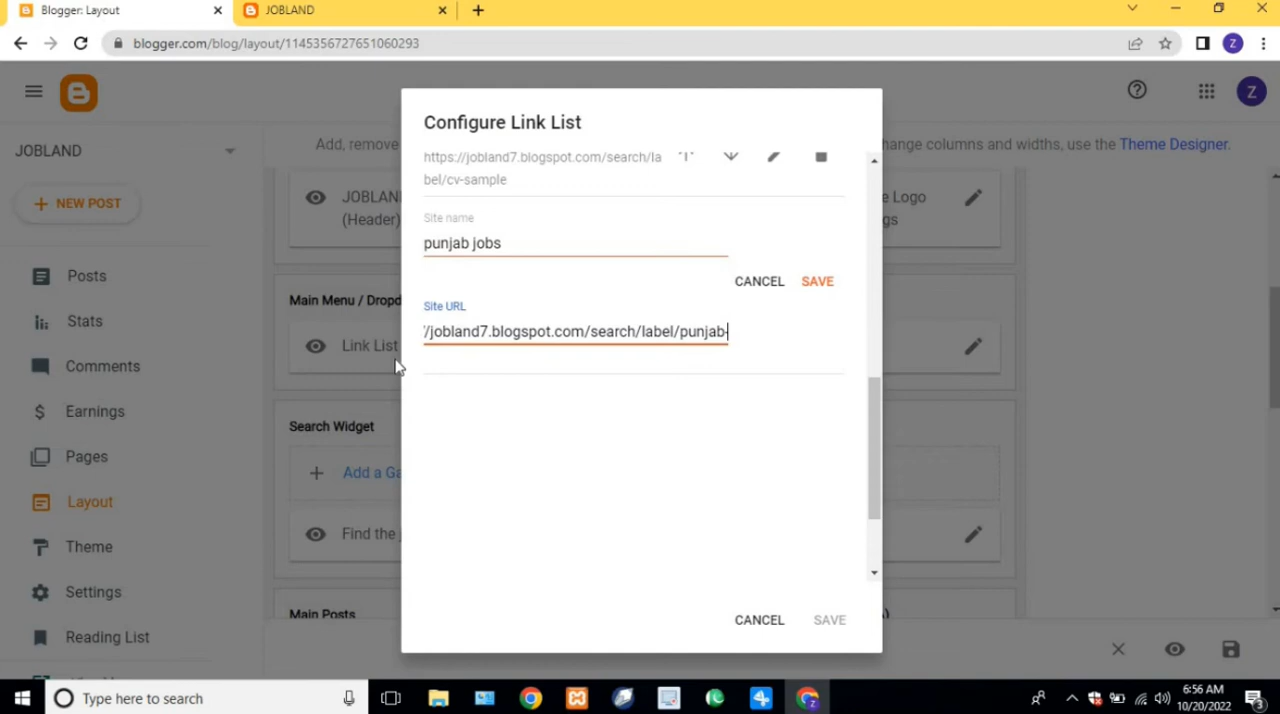 Blogger: Layout
JOBLAND
blogger.com/blog/layout/1145356727651060293
Z
JOBLAND
Add, remove
change columns and widths, use the Theme Designer.
Z
NEW POST
Posts
Stats
Comments
Earnings
Pages
Layout
Theme
Settings
Reading List
JOBLAND
(Header)
e Logo
gs
Main Menu / Dropd
Link List
Search Widget
Add a Ga
Find the
Main Posts
Configure Link List
https://jobland7.blogspot.com/search/la
bel/cv-sample
Site name
punjab jobs
CANCEL SAVE
Site URL
//jobland7.blogspot.com/search/label/punjab-
CANCEL SAVE
Type here to search
6:56 AM
10/20/2022
3